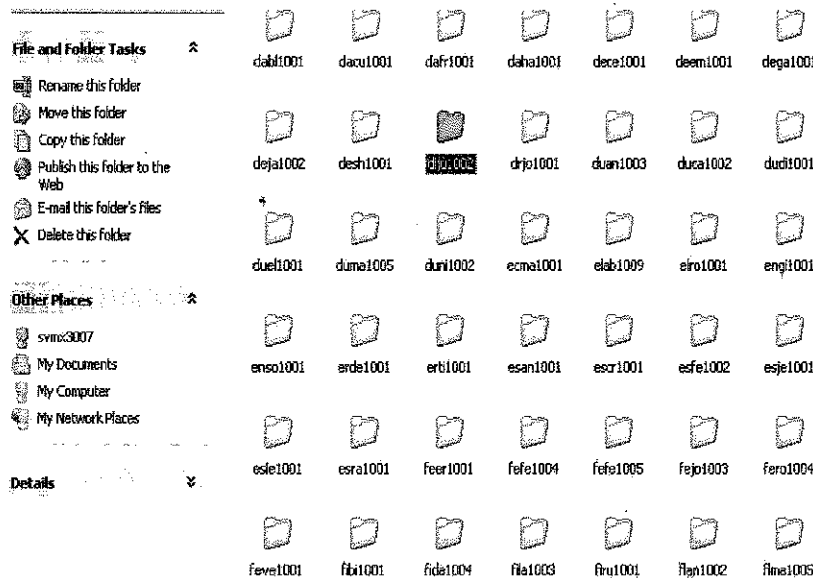 File and Folder Tasks
Rename this folder
Move this folder
Copy this folder
Publish this folder to the
Web
E-mail this folder's files
Delete this folder
Other Places
svmx3007
My Documents
My Computer
My Network Places
Details
dabl1001 dacu1001 dafr1001 daha1001 dece1001 deem1001 dega1001
deja1002 desh1001 drjo1001 duan1003 duca1002 dudi1001
duel1001 duma1005 duni1002 ecma1001 elab1009 elro1001 engi1001
enso1001 erde1001 erti1001 esan1001 escr1001 esfe1002 esje1001
esle1001 esra1001 feer1001 fefe1004 fefe1005 fejo1003 fero1004
feve1001 fibi1001 fida1004 fila1003 firu1001 flan1002 flma1005